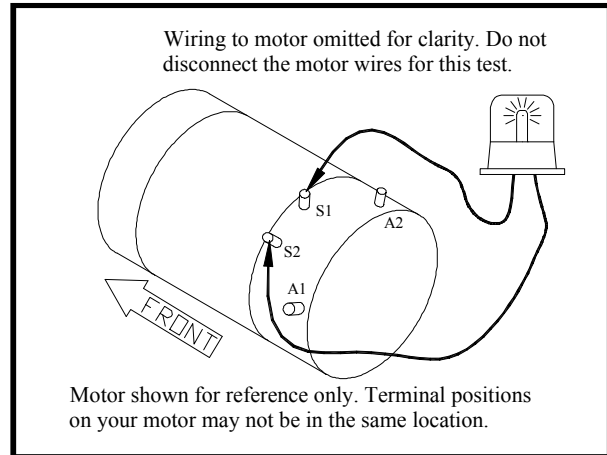 Wiring to motor omitted for clarity. Do not
disconnect the motor wires for this test.
S1
A2
S2
A1
FRONT
Motor shown for reference only. Terminal positions
on your motor may not be in the same location.